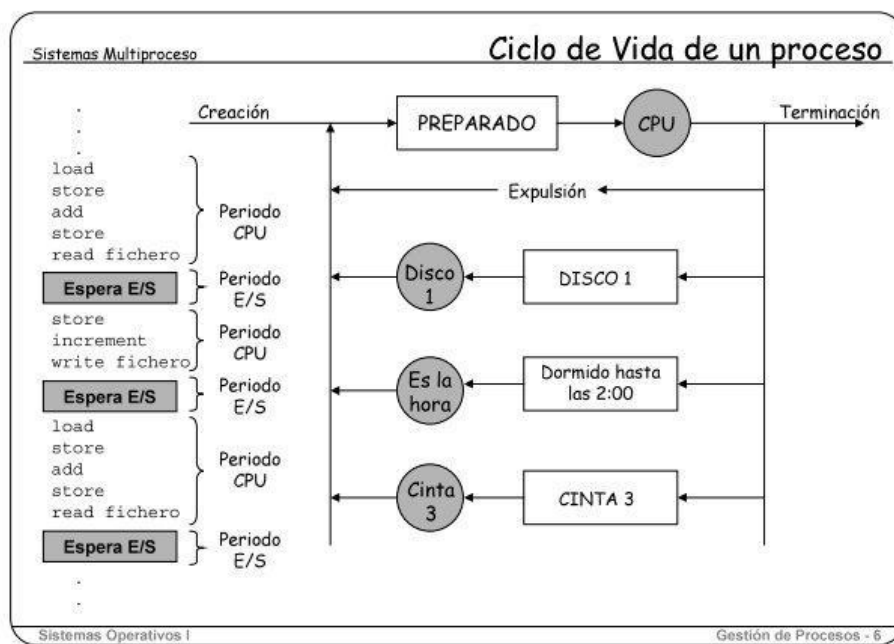 Sistemas Multiproceso
Ciclo de Vida de un proceso
.
.
.
load
store
add
store
read fichero
Periodo
CPU
Espera E/S
Periodo
E/S
store
increment
write fichero
Periodo
CPU
Espera E/S
Periodo
E/S
load
store
add
store
read fichero
Periodo
CPU
Espera E/S
Periodo
E/S
.
.
Creación
PREPARADO
CPU
Terminación
Expulsión
Disco
1
DISCO 1
Es la
hora
Dormido hasta
las 2:00
Cinta
3
CINTA 3
Sistemas Operativos I
Gestión de Procesos - 6